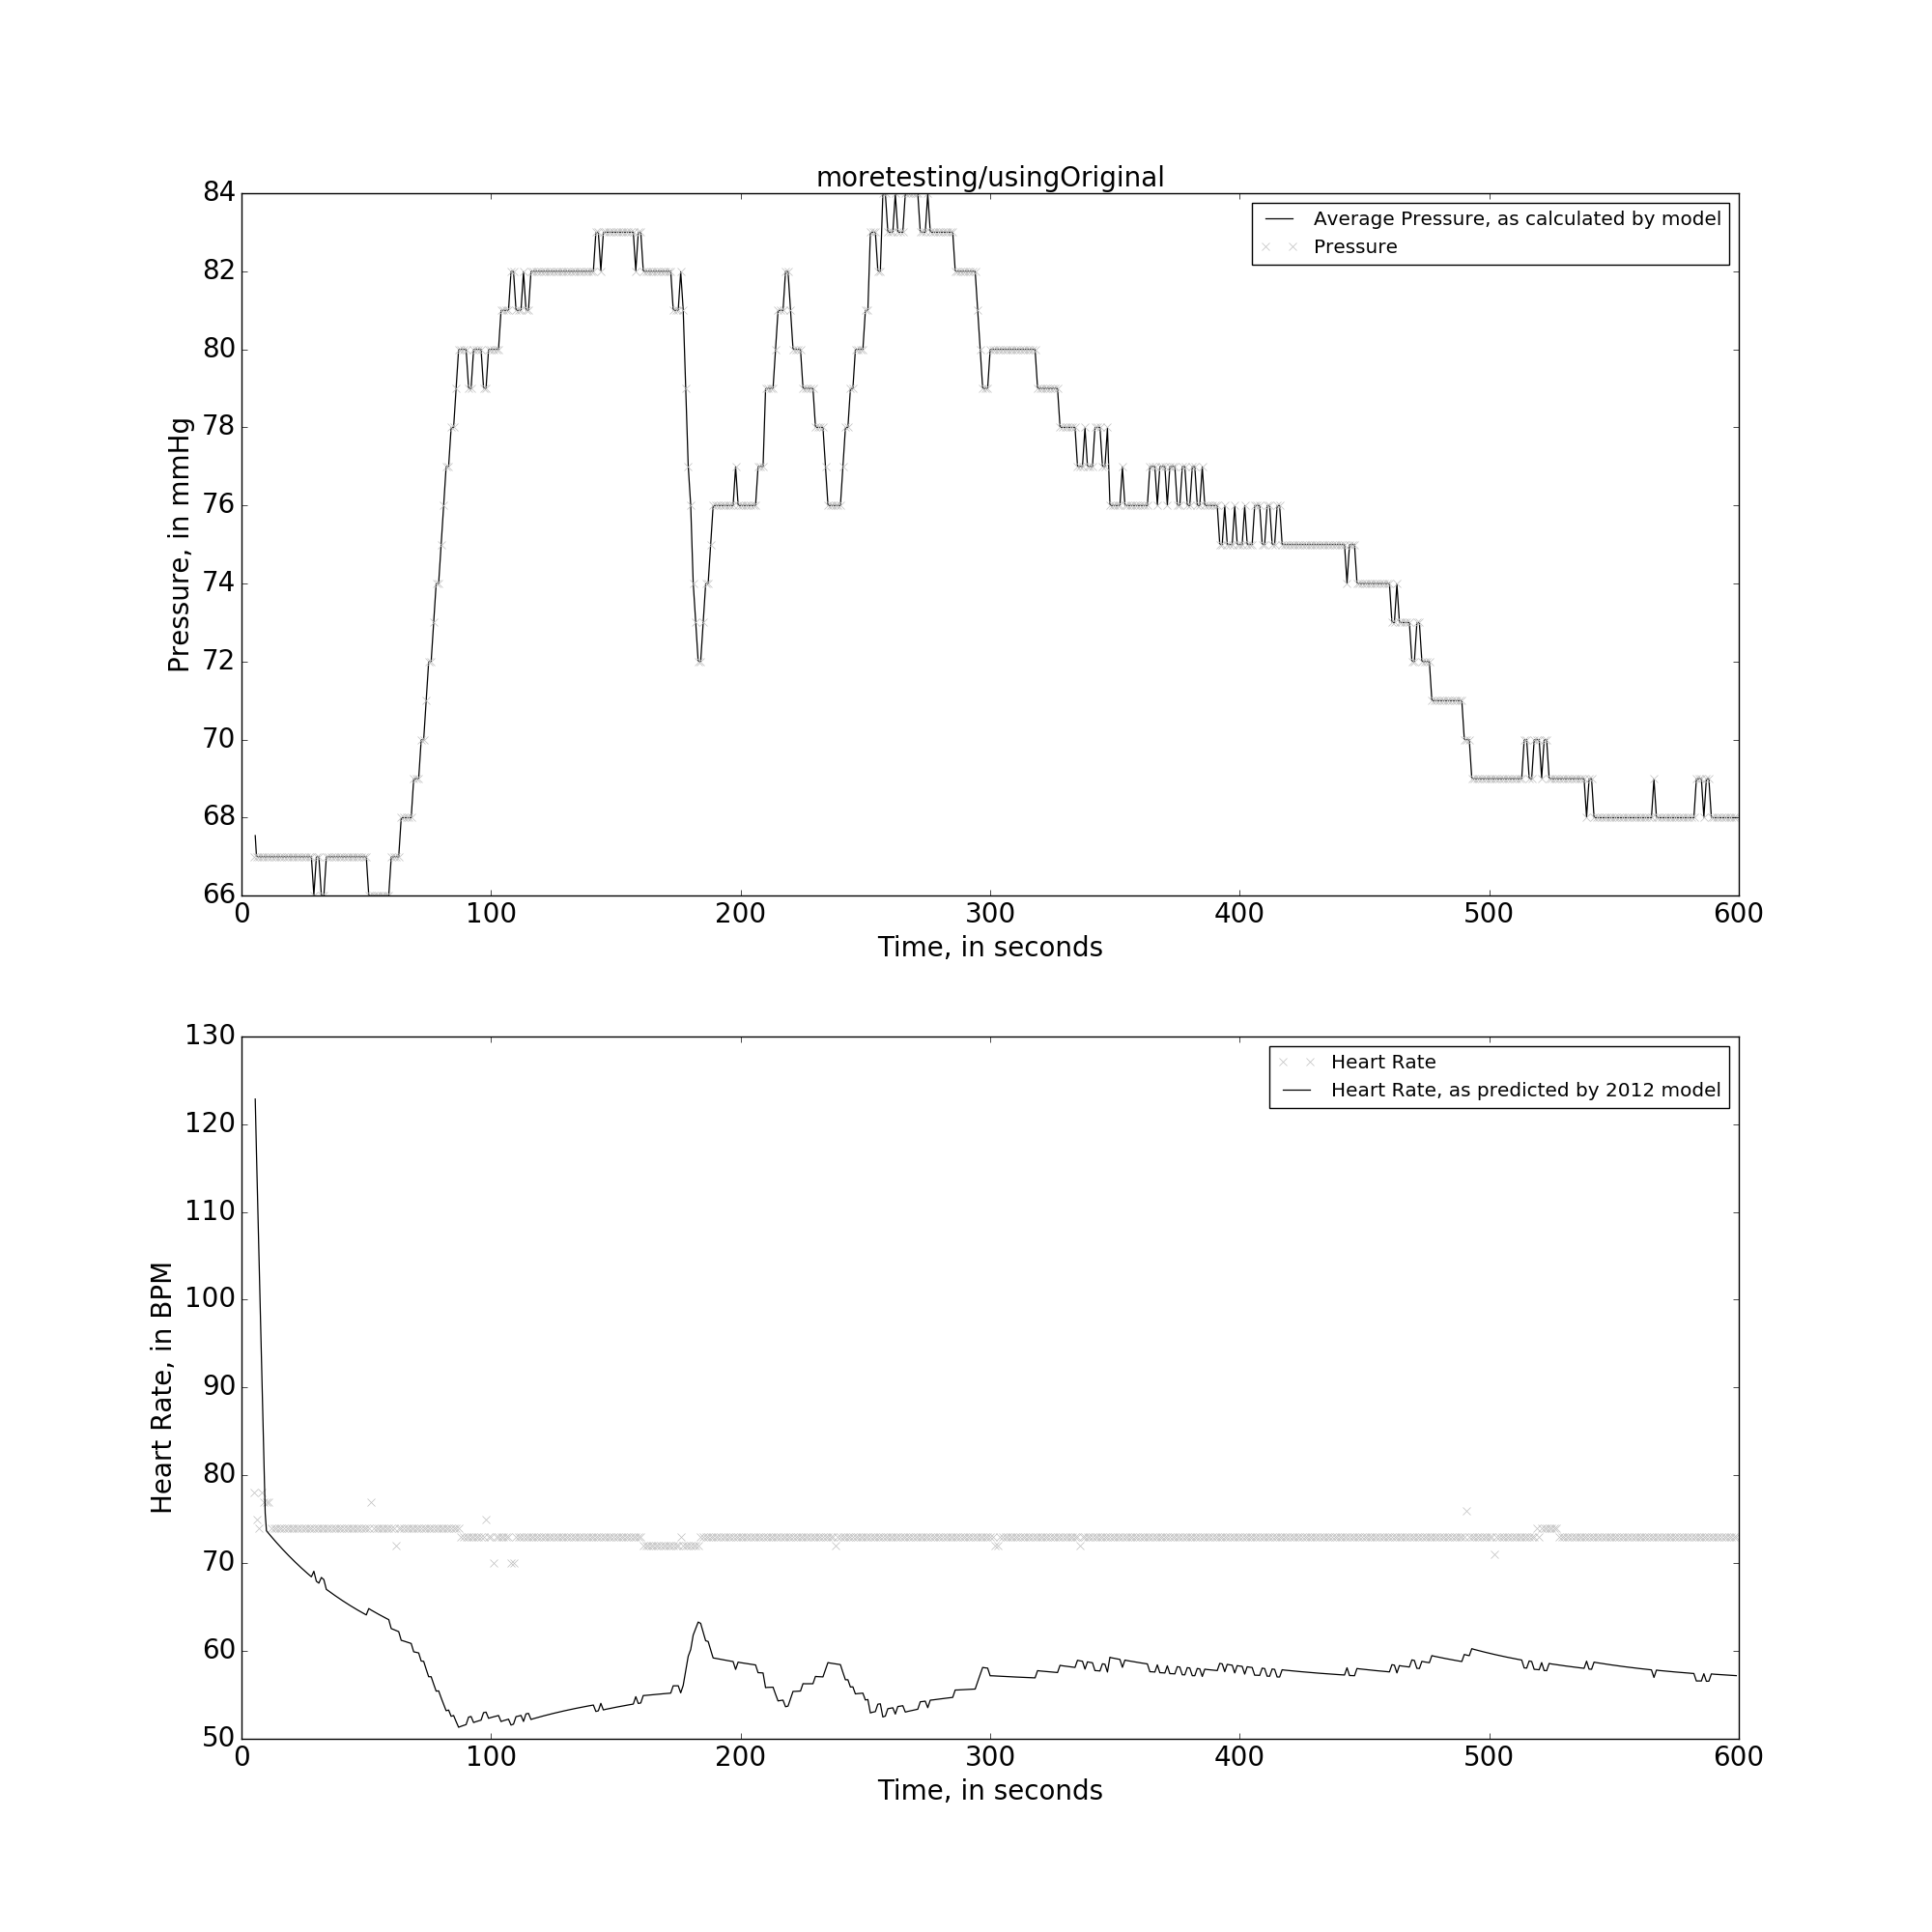 moretesting/usingOriginal
84
82
80
78
76
74
72
70
68
66
Pressure, in mmHg
Average Pressure, as calculated by model
Pressure
0 100 200 300 400 500 600
Time, in seconds
130
120
110
100
90
80
70
60
50
Heart Rate, in BPM
Heart Rate
Heart Rate, as predicted by 2012 model
0 100 200 300 400 500 600
Time, in seconds